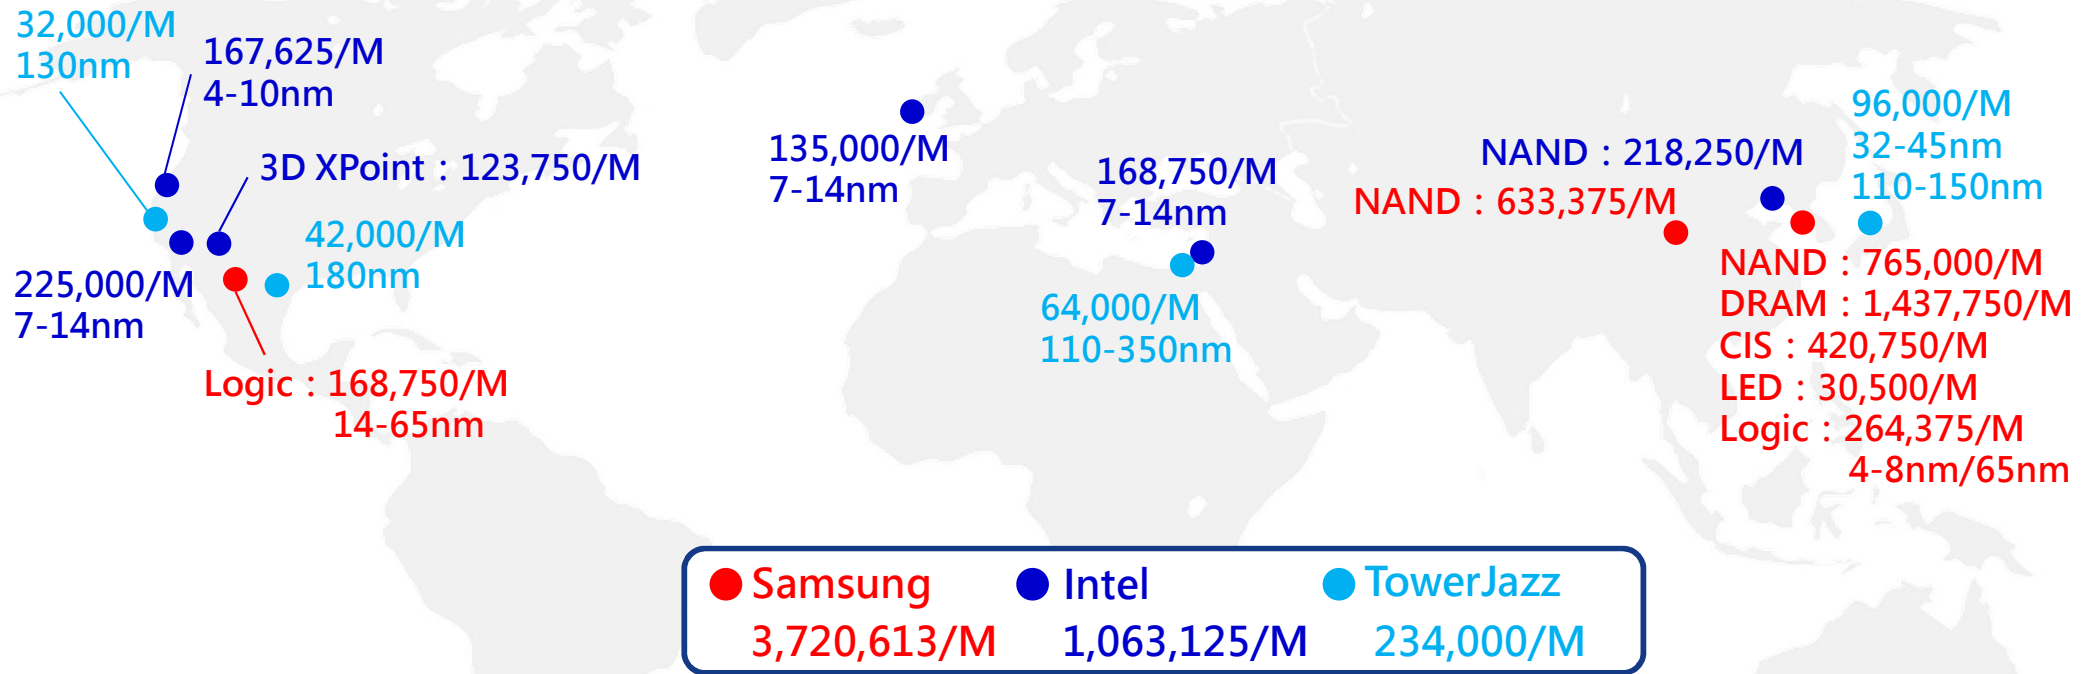 32,000/M
130nm
167,625/M
4-10nm
3D XPoint : 123,750/M
225,000/M
7-14nm
42,000/M
180nm
Logic : 168,750/M
14-65nm
135,000/M
7-14nm
168,750/M
7-14nm
64,000/M
110-350nm
NAND : 218,250/M
NAND : 633,375/M
96,000/M
32-45nm
110-150nm
NAND : 765,000/M
DRAM : 1,437,750/M
CIS : 420,750/M
LED : 30,500/M
Logic : 264,375/M
4-8nm/65nm
Samsung
3,720,613/M
Intel
1,063,125/M
TowerJazz
234,000/M